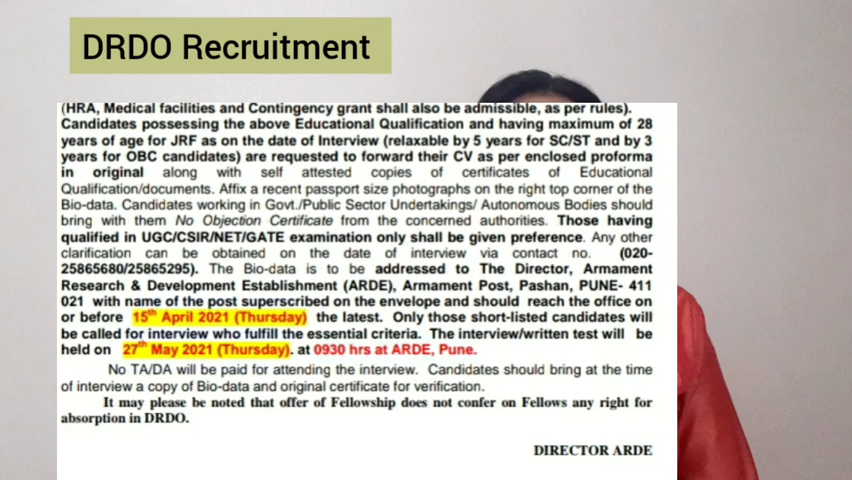 DRDO Recruitment
(HRA, Medical facilities and Contingency grant shall also be admissible, as per rules).
Candidates possessing the above Educational Qualification and having maximum of 28
years of age for JRF as on the date of Interview (relaxable by 5 years for SC/ST and by 3
years for OBC candidates) are requested to forward their CV as per enclosed proforma
in original along with self attested copies of certificates of Educational
Qualification/documents. Affix a recent passport size photographs on the right top corner of the
Bio-data. Candidates working in Govt./Public Sector Undertakings/ Autonomous Bodies should
bring with them No Objection Certificate from the concerned authorities. Those having
qualified in UGC/CSIR/NET/GATE examination only shall be given preference. Any other
clarification can be obtained on the date of interview via contact no. (020-
25865680/25865295). The Bio-data is to be addressed to The Director, Armament
Research & Development Establishment (ARDE), Armament Post, Pashan, PUNE- 411
021 with name of the post superscribed on the envelope and should reach the office on
or before 15th April 2021 (Thursday) the latest. Only those short-listed candidates will
be called for interview who fulfill the essential criteria. The interview/written test will be
held on 27th May 2021 (Thursday). at 0930 hrs at ARDE, Pune.
No TA/DA will be paid for attending the interview. Candidates should bring at the time
of interview a copy of Bio-data and original certificate for verification.
It may please be noted that offer of Fellowship does not confer on Fellows any right for
absorption in DRDO.
DIRECTOR ARDE